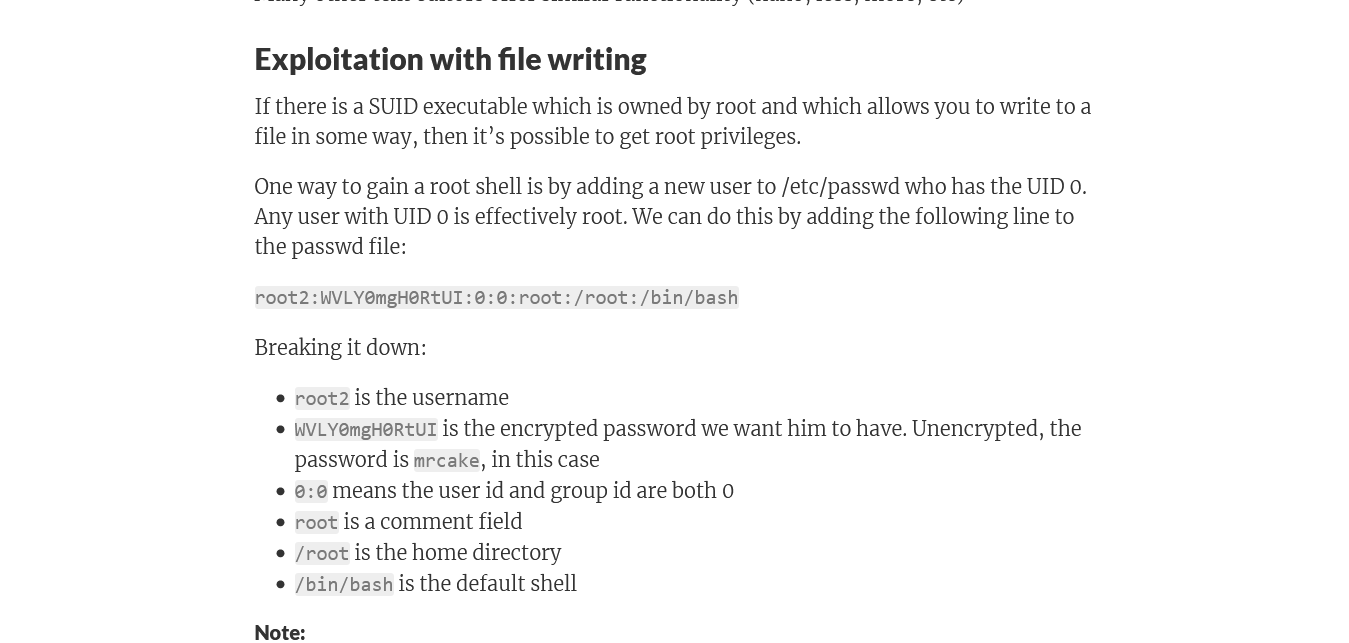 Exploitation with file writing
If there is a SUID executable which is owned by root and which allows you to write to a
file in some way, then it’s possible to get root privileges.
One way to gain a root shell is by adding a new user to /etc/passwd who has the UID 0.
Any user with UID 0 is effectively root. We can do this by adding the following line to
the passwd file:
root2:WVLY0mgH0RtUI:0:0:root:/root:/bin/bash
Breaking it down:
• root2 is the username
• WVLY0mgH0RtUI is the encrypted password we want him to have. Unencrypted, the
password is mrcake, in this case
• 0:0 means the user id and group id are both 0
• root is a comment field
• /root is the home directory
• /bin/bash is the default shell
Note: